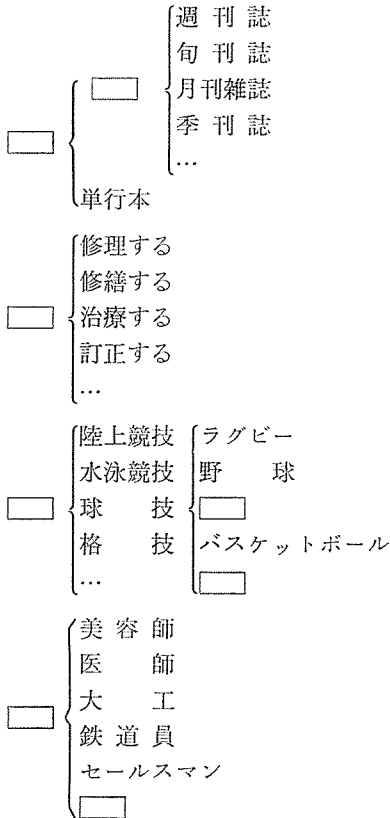 週刊誌
旬刊誌
月刊雑誌
季刊誌
…
単行本
修理する
修繕する
治療する
訂正する
…
陸上競技 ラグビー
水泳競技 野球
球技
格技 バスケットボール
…
美容師
医師
大工
鉄道員
セールスマン